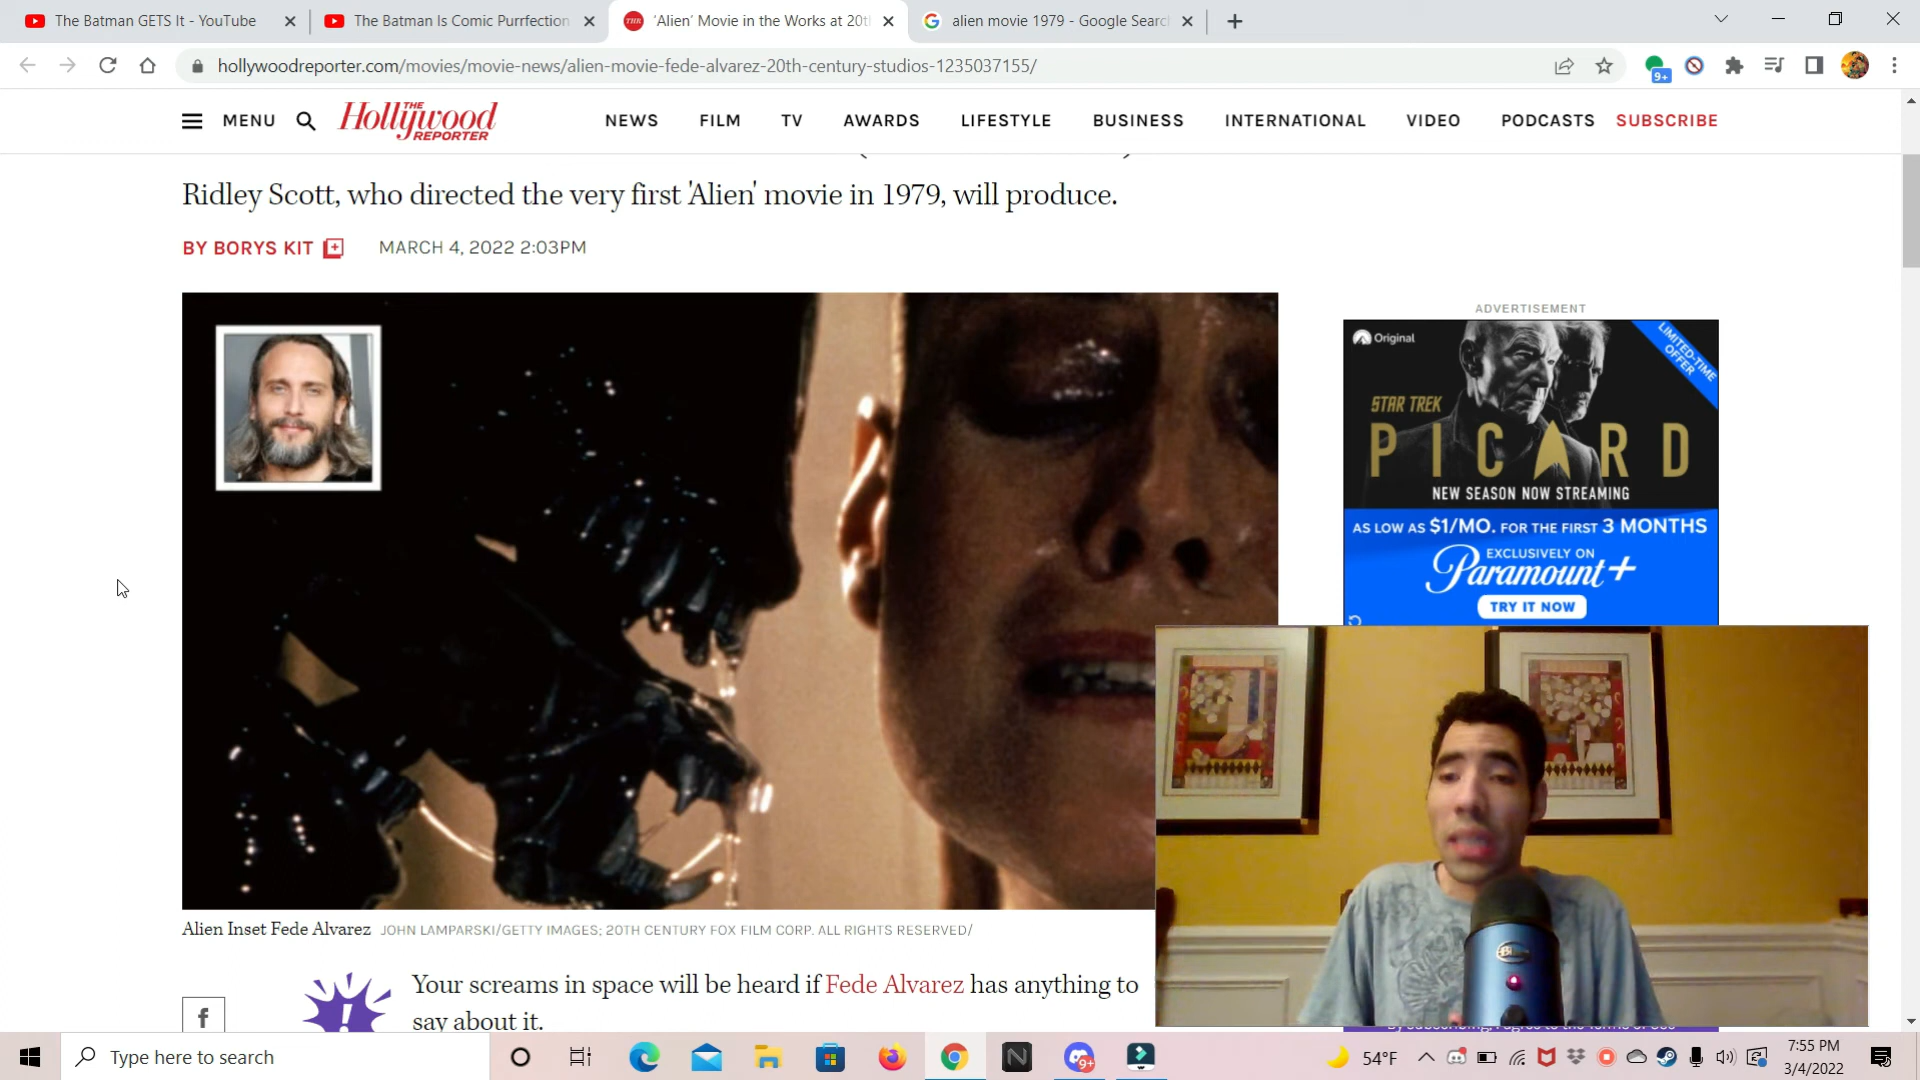 The Batman GETS It - YouTube
The Batman Is Comic Purrfection
THR 'Alien' Movie in the Works at 20t
alien movie 1979 - Google Searc
hollywoodreporter.com/movies/movie-news/alien-movie-fede-alvarez-20th-century-studios-1235037155/
9+
MENU
THE Hollywood REPORTER
NEWS FILM TV AWARDS LIFESTYLE BUSINESS INTERNATIONAL VIDEO PODCASTS SUBSCRIBE
Ridley Scott, who directed the very first 'Alien' movie in 1979, will produce.
BY BORYS KIT
MARCH 4, 2022 2:03PM
ADVERTISEMENT
Original
LIMITED-TIME OFFER
STAR TREK
PICARD
NEW SEASON NOW STREAMING
AS LOW AS $1/MO. FOR THE FIRST 3 MONTHS
EXCLUSIVELY ON
Paramount+
TRY IT NOW
Alien Inset Fede Alvarez JOHN LAMPARSKI/GETTY IMAGES; 20TH CENTURY FOX FILM CORP. ALL RIGHTS RESERVED/
Your screams in space will be heard if Fede Alvarez has anything to
say about it.
Blue
Type here to search
9+
54°F
7:55 PM
3/4/2022